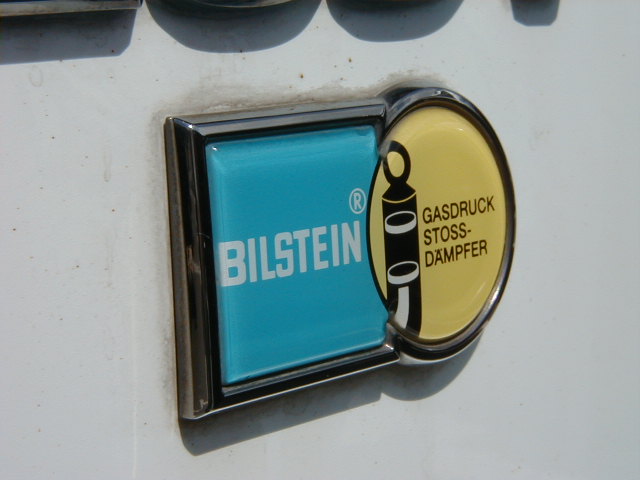 BILSTEIN®
GASDRUCK
STOSS-
DÄMPFER